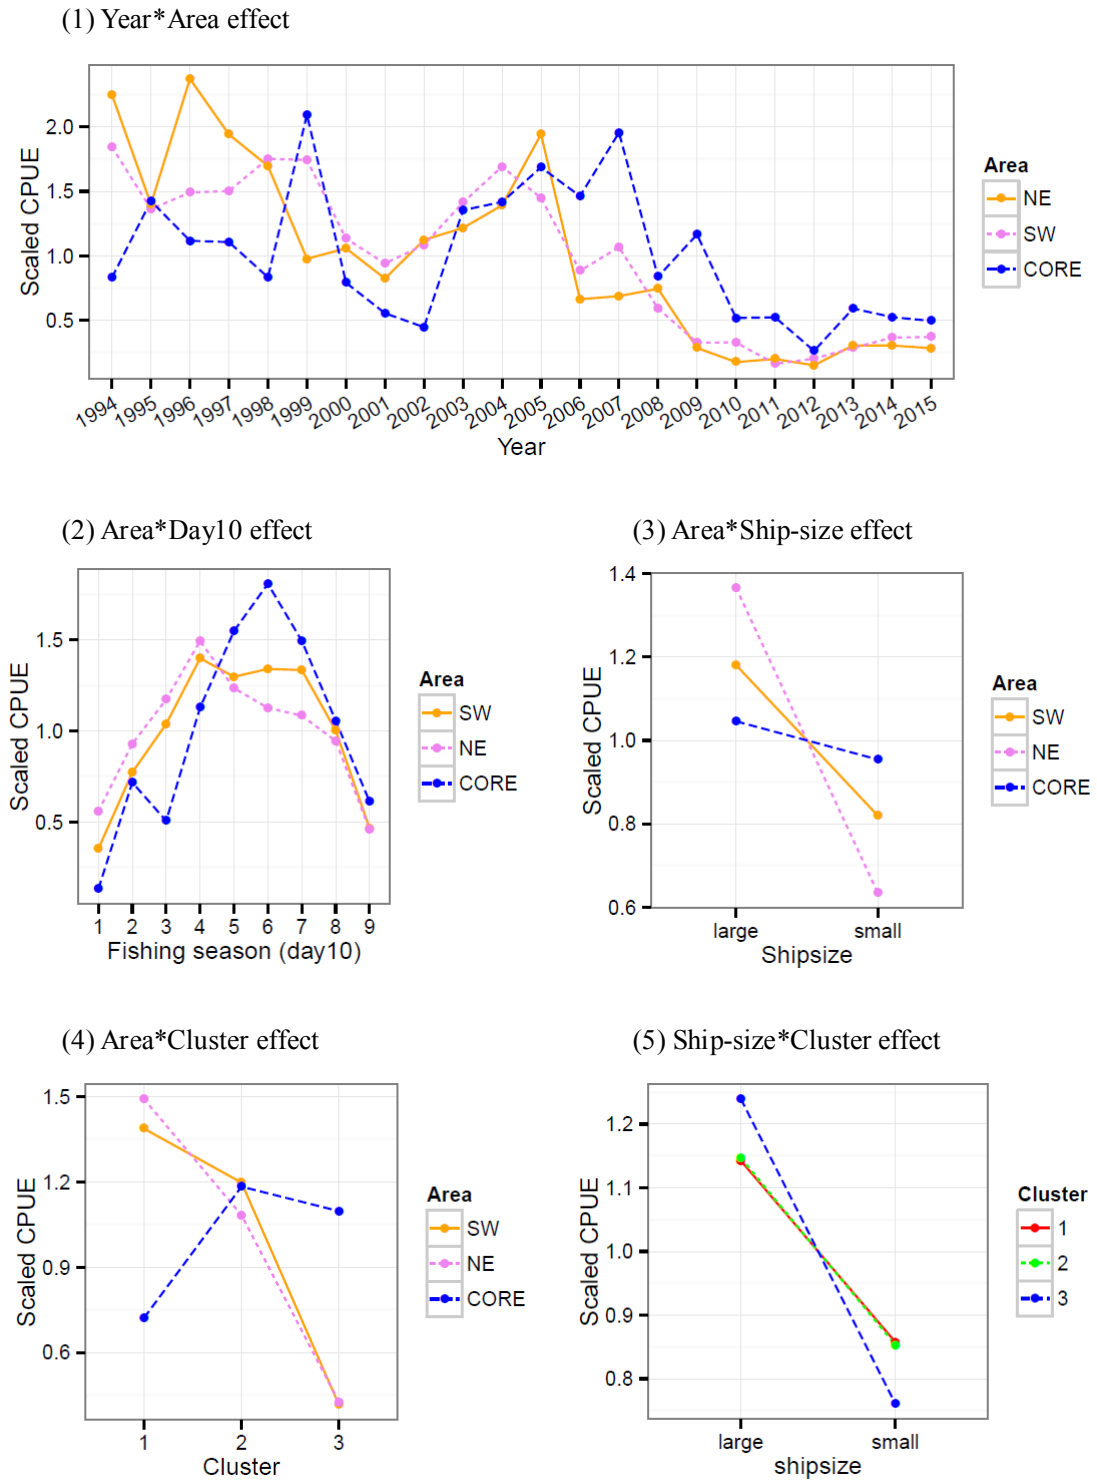 (1) Year*Area effect
2.0
1.5
1.0
0.5
Scaled CPUE
1994 1995 1996 1997 1998 1999 2000 2001 2002 2003 2004 2005 2006 2007 2008 2009 2010 2011 2012 2013 2014 2015
Year
Area
NE
SW
CORE
(2) Area*Day10 effect
1.5
1.0
0.5
Scaled CPUE
1 2 3 4 5 6 7 8 9
Fishing season (day10)
Area
SW
NE
CORE
(3) Area*Ship-size effect
1.4
1.2
1.0
0.8
0.6
Scaled CPUE
large small
Shipsize
Area
SW
NE
CORE
(4) Area*Cluster effect
1.5
1.2
0.9
0.6
Scaled CPUE
1 2 3
Cluster
Area
SW
NE
CORE
(5) Ship-size*Cluster effect
1.2
1.1
1.0
0.9
0.8
Scaled CPUE
large small
shipsize
Cluster
1
2
3